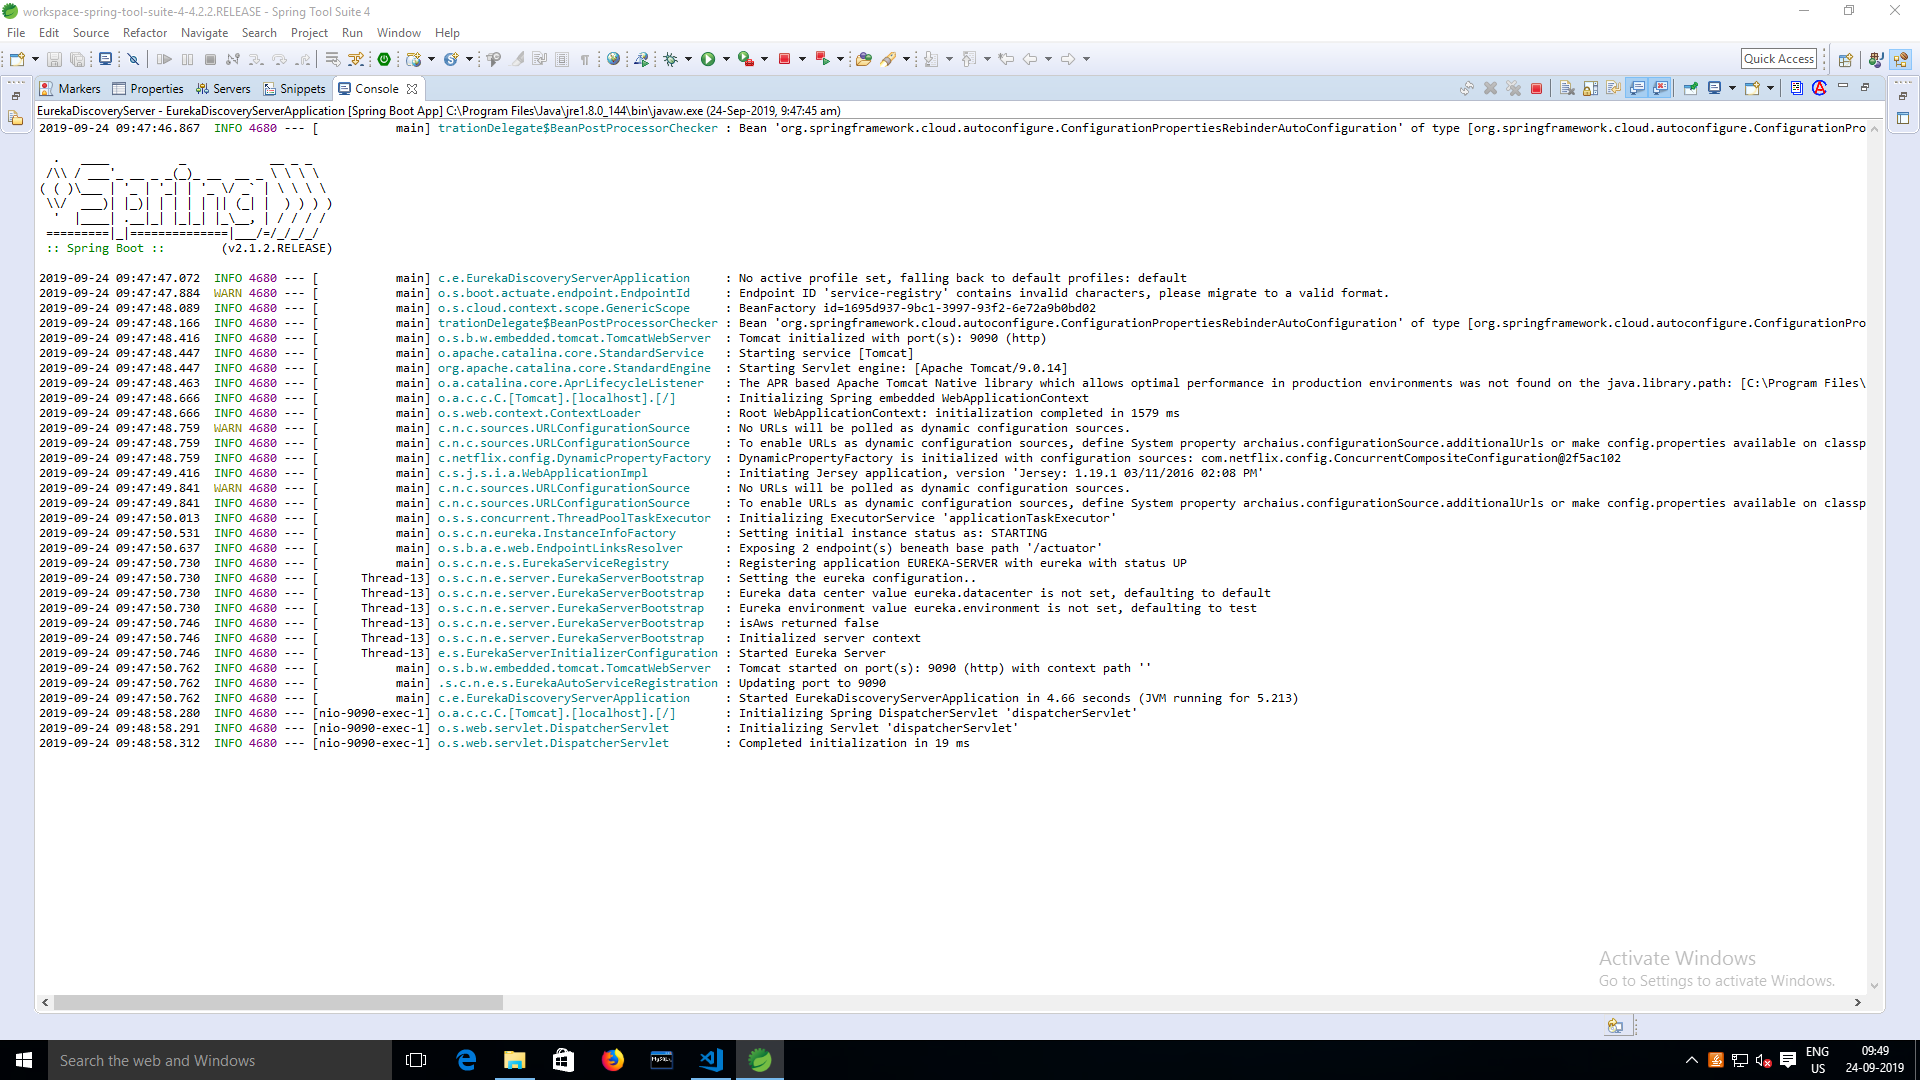 workspace-spring-tool-suite-4-4.2.2.RELEASE - Spring Tool Suite 4
File Edit Source Refactor Navigate Search Project Run Window Help
Quick Access
Markers Properties Servers Snippets Console
EurekaDiscoveryServer - EurekaDiscoveryServerApplication [Spring Boot App] C:\Program Files\Java\jre1.8.0_144\bin\javaw.exe (24-Sep-2019, 9:47:45 am)
2019-09-24 09:47:46.867  INFO 4680 --- [           main] trationDelegate$BeanPostProcessorChecker : Bean 'org.springframework.cloud.autoconfigure.ConfigurationPropertiesRebinderAutoConfiguration' of type [org.springframework.cloud.autoconfigure.ConfigurationPro
:: Spring Boot ::        (v2.1.2.RELEASE)
2019-09-24 09:47:47.072  INFO 4680 --- [           main] c.e.EurekaDiscoveryServerApplication     : No active profile set, falling back to default profiles: default
2019-09-24 09:47:47.884  WARN 4680 --- [           main] o.s.boot.actuate.endpoint.EndpointId     : Endpoint ID 'service-registry' contains invalid characters, please migrate to a valid format.
2019-09-24 09:47:48.089  INFO 4680 --- [           main] o.s.cloud.context.scope.GenericScope     : BeanFactory id=1695d937-9bc1-3997-93f2-6e72a9b0bd02
2019-09-24 09:47:48.166  INFO 4680 --- [           main] trationDelegate$BeanPostProcessorChecker : Bean 'org.springframework.cloud.autoconfigure.ConfigurationPropertiesRebinderAutoConfiguration' of type [org.springframework.cloud.autoconfigure.ConfigurationPro
2019-09-24 09:47:48.416  INFO 4680 --- [           main] o.s.b.w.embedded.tomcat.TomcatWebServer  : Tomcat initialized with port(s): 9090 (http)
2019-09-24 09:47:48.447  INFO 4680 --- [           main] o.apache.catalina.core.StandardService   : Starting service [Tomcat]
2019-09-24 09:47:48.447  INFO 4680 --- [           main] org.apache.catalina.core.StandardEngine  : Starting Servlet engine: [Apache Tomcat/9.0.14]
2019-09-24 09:47:48.463  INFO 4680 --- [           main] o.a.catalina.core.AprLifecycleListener   : The APR based Apache Tomcat Native library which allows optimal performance in production environments was not found on the java.library.path: [C:\Program Files\
2019-09-24 09:47:48.666  INFO 4680 --- [           main] o.a.c.c.C.[Tomcat].[localhost].[/]       : Initializing Spring embedded WebApplicationContext
2019-09-24 09:47:48.666  INFO 4680 --- [           main] o.s.web.context.ContextLoader            : Root WebApplicationContext: initialization completed in 1579 ms
2019-09-24 09:47:48.759  WARN 4680 --- [           main] c.n.c.sources.URLConfigurationSource     : No URLs will be polled as dynamic configuration sources.
2019-09-24 09:47:48.759  INFO 4680 --- [           main] c.n.c.sources.URLConfigurationSource     : To enable URLs as dynamic configuration sources, define System property archaius.configurationSource.additionalUrls or make config.properties available on classp
2019-09-24 09:47:48.759  INFO 4680 --- [           main] c.netflix.config.DynamicPropertyFactory  : DynamicPropertyFactory is initialized with configuration sources: com.netflix.config.ConcurrentCompositeConfiguration@2f5ac102
2019-09-24 09:47:49.416  INFO 4680 --- [           main] c.s.j.s.i.a.WebApplicationImpl           : Initiating Jersey application, version 'Jersey: 1.19.1 03/11/2016 02:08 PM'
2019-09-24 09:47:49.841  WARN 4680 --- [           main] c.n.c.sources.URLConfigurationSource     : No URLs will be polled as dynamic configuration sources.
2019-09-24 09:47:49.841  INFO 4680 --- [           main] c.n.c.sources.URLConfigurationSource     : To enable URLs as dynamic configuration sources, define System property archaius.configurationSource.additionalUrls or make config.properties available on classp
2019-09-24 09:47:50.013  INFO 4680 --- [           main] o.s.s.concurrent.ThreadPoolTaskExecutor  : Initializing ExecutorService 'applicationTaskExecutor'
2019-09-24 09:47:50.531  INFO 4680 --- [           main] o.s.c.n.eureka.InstanceInfoFactory       : Setting initial instance status as: STARTING
2019-09-24 09:47:50.637  INFO 4680 --- [           main] o.s.b.a.e.web.EndpointLinksResolver      : Exposing 2 endpoint(s) beneath base path '/actuator'
2019-09-24 09:47:50.730  INFO 4680 --- [           main] o.s.c.n.e.s.EurekaServiceRegistry        : Registering application EUREKA-SERVER with eureka with status UP
2019-09-24 09:47:50.730  INFO 4680 --- [      Thread-13] o.s.c.n.e.server.EurekaServerBootstrap   : Setting the eureka configuration..
2019-09-24 09:47:50.730  INFO 4680 --- [      Thread-13] o.s.c.n.e.server.EurekaServerBootstrap   : Eureka data center value eureka.datacenter is not set, defaulting to default
2019-09-24 09:47:50.730  INFO 4680 --- [      Thread-13] o.s.c.n.e.server.EurekaServerBootstrap   : Eureka environment value eureka.environment is not set, defaulting to test
2019-09-24 09:47:50.746  INFO 4680 --- [      Thread-13] o.s.c.n.e.server.EurekaServerBootstrap   : isAws returned false
2019-09-24 09:47:50.746  INFO 4680 --- [      Thread-13] o.s.c.n.e.server.EurekaServerBootstrap   : Initialized server context
2019-09-24 09:47:50.746  INFO 4680 --- [      Thread-13] e.s.EurekaServerInitializerConfiguration : Started Eureka Server
2019-09-24 09:47:50.762  INFO 4680 --- [           main] o.s.b.w.embedded.tomcat.TomcatWebServer  : Tomcat started on port(s): 9090 (http) with context path ''
2019-09-24 09:47:50.762  INFO 4680 --- [           main] .s.c.n.e.s.EurekaAutoServiceRegistration : Updating port to 9090
2019-09-24 09:47:50.762  INFO 4680 --- [           main] c.e.EurekaDiscoveryServerApplication     : Started EurekaDiscoveryServerApplication in 4.66 seconds (JVM running for 5.213)
2019-09-24 09:48:58.280  INFO 4680 --- [nio-9090-exec-1] o.a.c.c.C.[Tomcat].[localhost].[/]       : Initializing Spring DispatcherServlet 'dispatcherServlet'
2019-09-24 09:48:58.291  INFO 4680 --- [nio-9090-exec-1] o.s.web.servlet.DispatcherServlet        : Initializing Servlet 'dispatcherServlet'
2019-09-24 09:48:58.312  INFO 4680 --- [nio-9090-exec-1] o.s.web.servlet.DispatcherServlet        : Completed initialization in 19 ms
Activate Windows
Go to Settings to activate Windows.
Search the web and Windows
ENG
US
09:49
24-09-2019